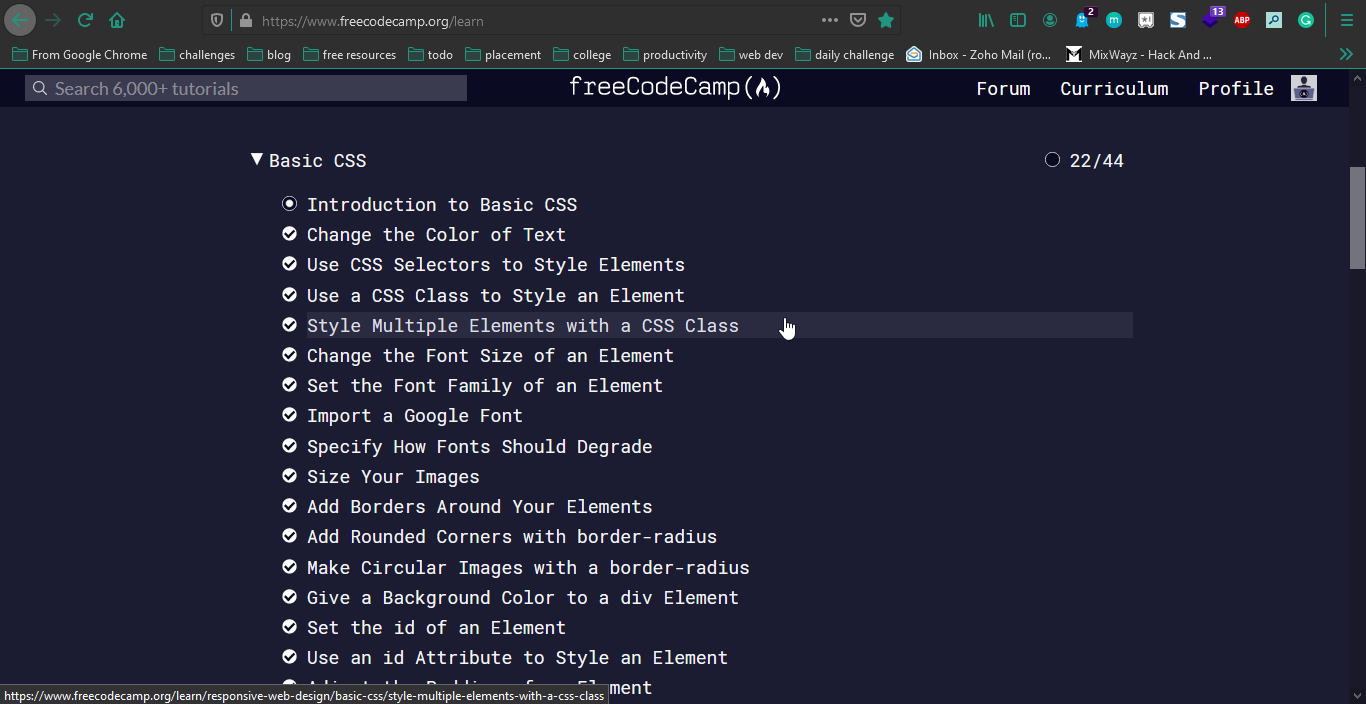 https://www.freecodecamp.org/learn
2
13
ABP
From Google Chrome challenges blog free resources todo placement college productivity web dev daily challenge Inbox - Zoho Mail (ro... MixWayz - Hack And ...
Search 6,000+ tutorials freeCodeCamp Forum Curriculum Profile
Basic CSS 22/44
Introduction to Basic CSS
Change the Color of Text
Use CSS Selectors to Style Elements
Use a CSS Class to Style an Element
Style Multiple Elements with a CSS Class
Change the Font Size of an Element
Set the Font Family of an Element
Import a Google Font
Specify How Fonts Should Degrade
Size Your Images
Add Borders Around Your Elements
Add Rounded Corners with border-radius
Make Circular Images with a border-radius
Give a Background Color to a div Element
Set the id of an Element
Use an id Attribute to Style an Element
https://www.freecodecamp.org/learn/responsive-web-design/basic-css/style-multiple-elements-with-a-css-class